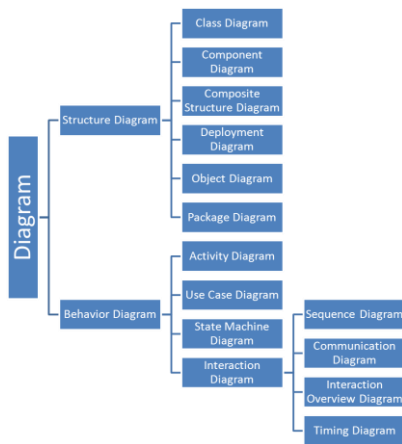 Diagram
Structure Diagram
Class Diagram
Component
Diagram
Composite
Structure Diagram
Deployment
Diagram
Object Diagram
Package Diagram
Behavior Diagram
Activity Diagram
Use Case Diagram
State Machine
Diagram
Interaction
Diagram
Sequence Diagram
Communication
Diagram
Interaction
Overview Diagram
Timing Diagram